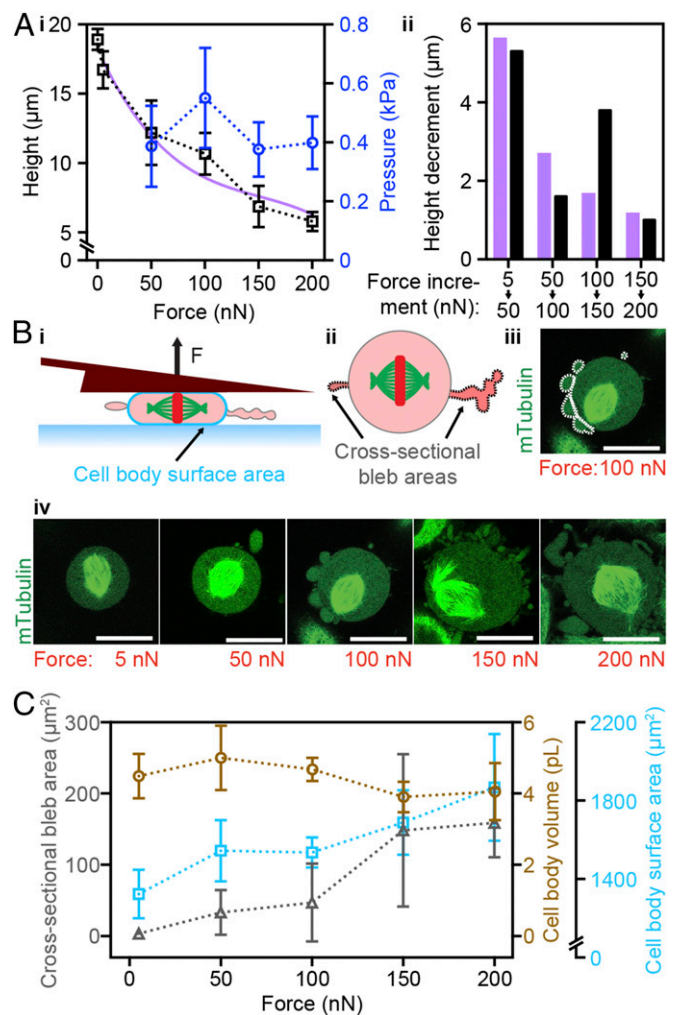 A i
ii
20
15
10
5
0
Height (µm)
0.8
0.6
0.4
0.2
0
Pressure (kPa)
0 50 100 150 200
Force (nN)
6
4
2
0
Height decrement (µm)
Force incre-
ment (nN):
5 50 100 150
50 100 150 200
B i
ii
iii
F
Cell body surface area
Cross-sectional
bleb areas
mTubulin
Force:100 nN
iv
mTubulin
Force: 5 nN 50 nN 100 nN 150 nN 200 nN
C
300
200
100
0
Cross-sectional bleb area (µm²)
6
4
2
0
Cell body volume (pL)
2200
1800
1400
0
Cell body surface area (µm²)
0 50 100 150 200
Force (nN)